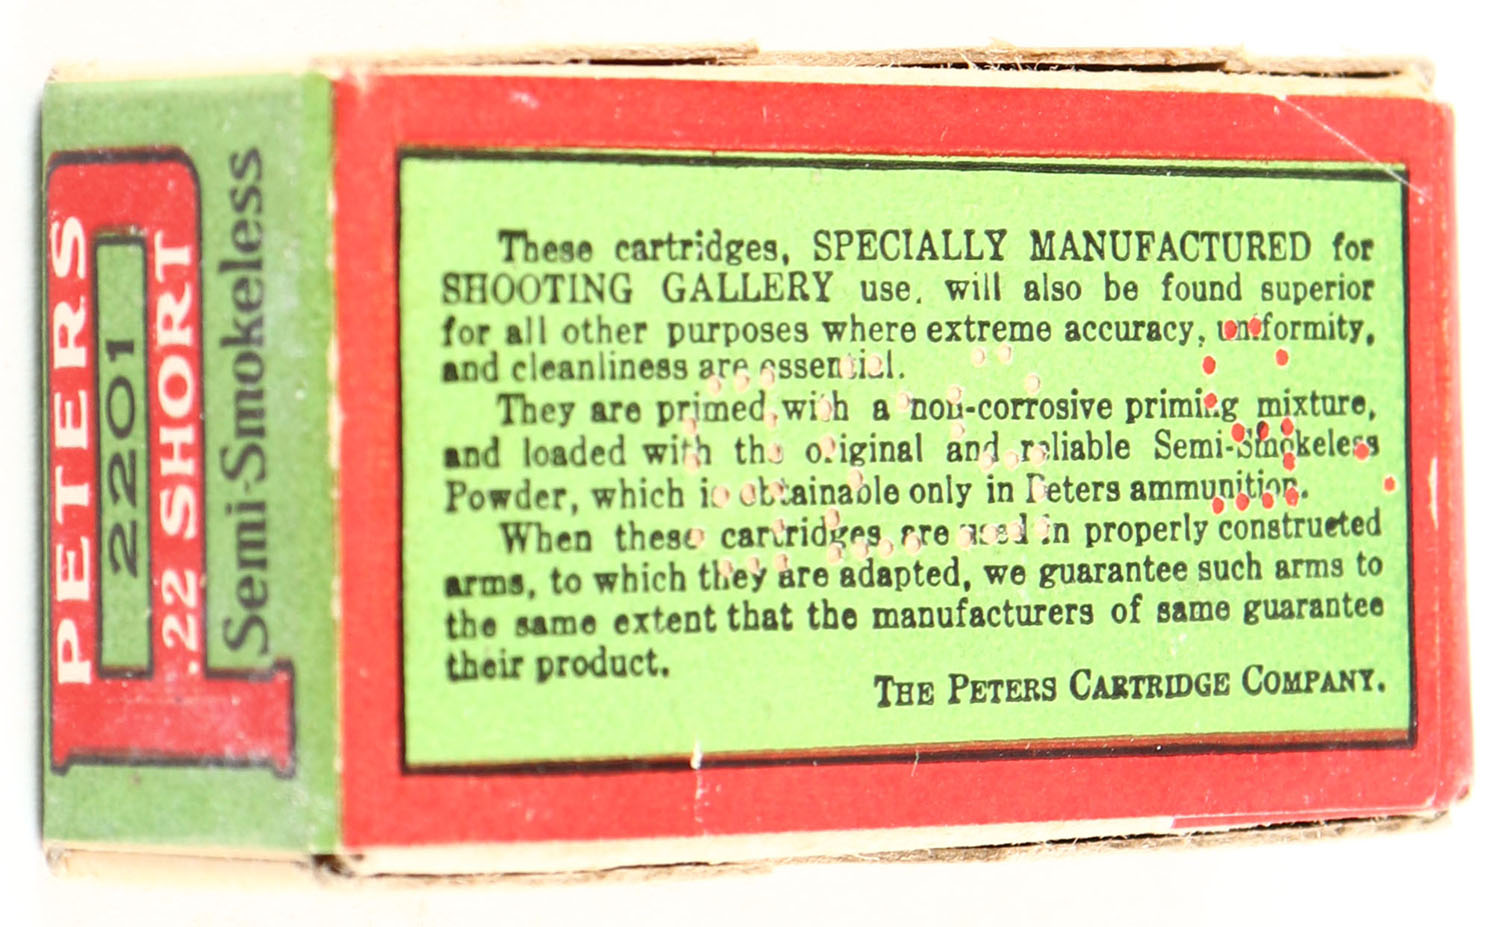 PETERS
2201
.22 SHORT
Semi-Smokeless
These cartridges, SPECIALLY MANUFACTURED for
SHOOTING GALLERY use, will also be found superior
for all other purposes where extreme accuracy, uniformity,
and cleanliness are essential.
They are primed with a non-corrosive priming mixture,
and loaded with the original and reliable Semi-Smokeless
Powder, which is obtainable only in Peters ammunition.
When these cartridges are used in properly constructed
arms, to which they are adapted, we guarantee such arms to
the same extent that the manufacturers of same guarantee
their product.
THE PETERS CARTRIDGE COMPANY.